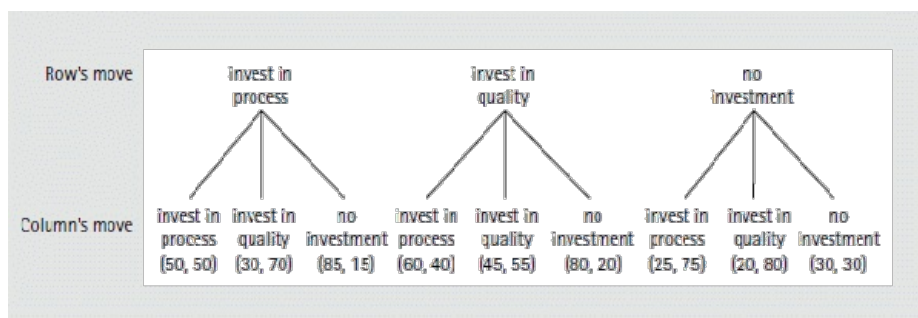 Row's move
invest in
process
invest in
quality
no
investment
Column's move
invest in invest in no invest in invest in no invest in invest in no
process quality investment process quality investment process quality investment
(50, 50) (30, 70) (85, 15) (60, 40) (45, 55) (80, 20) (25, 75) (20, 80) (30, 30)